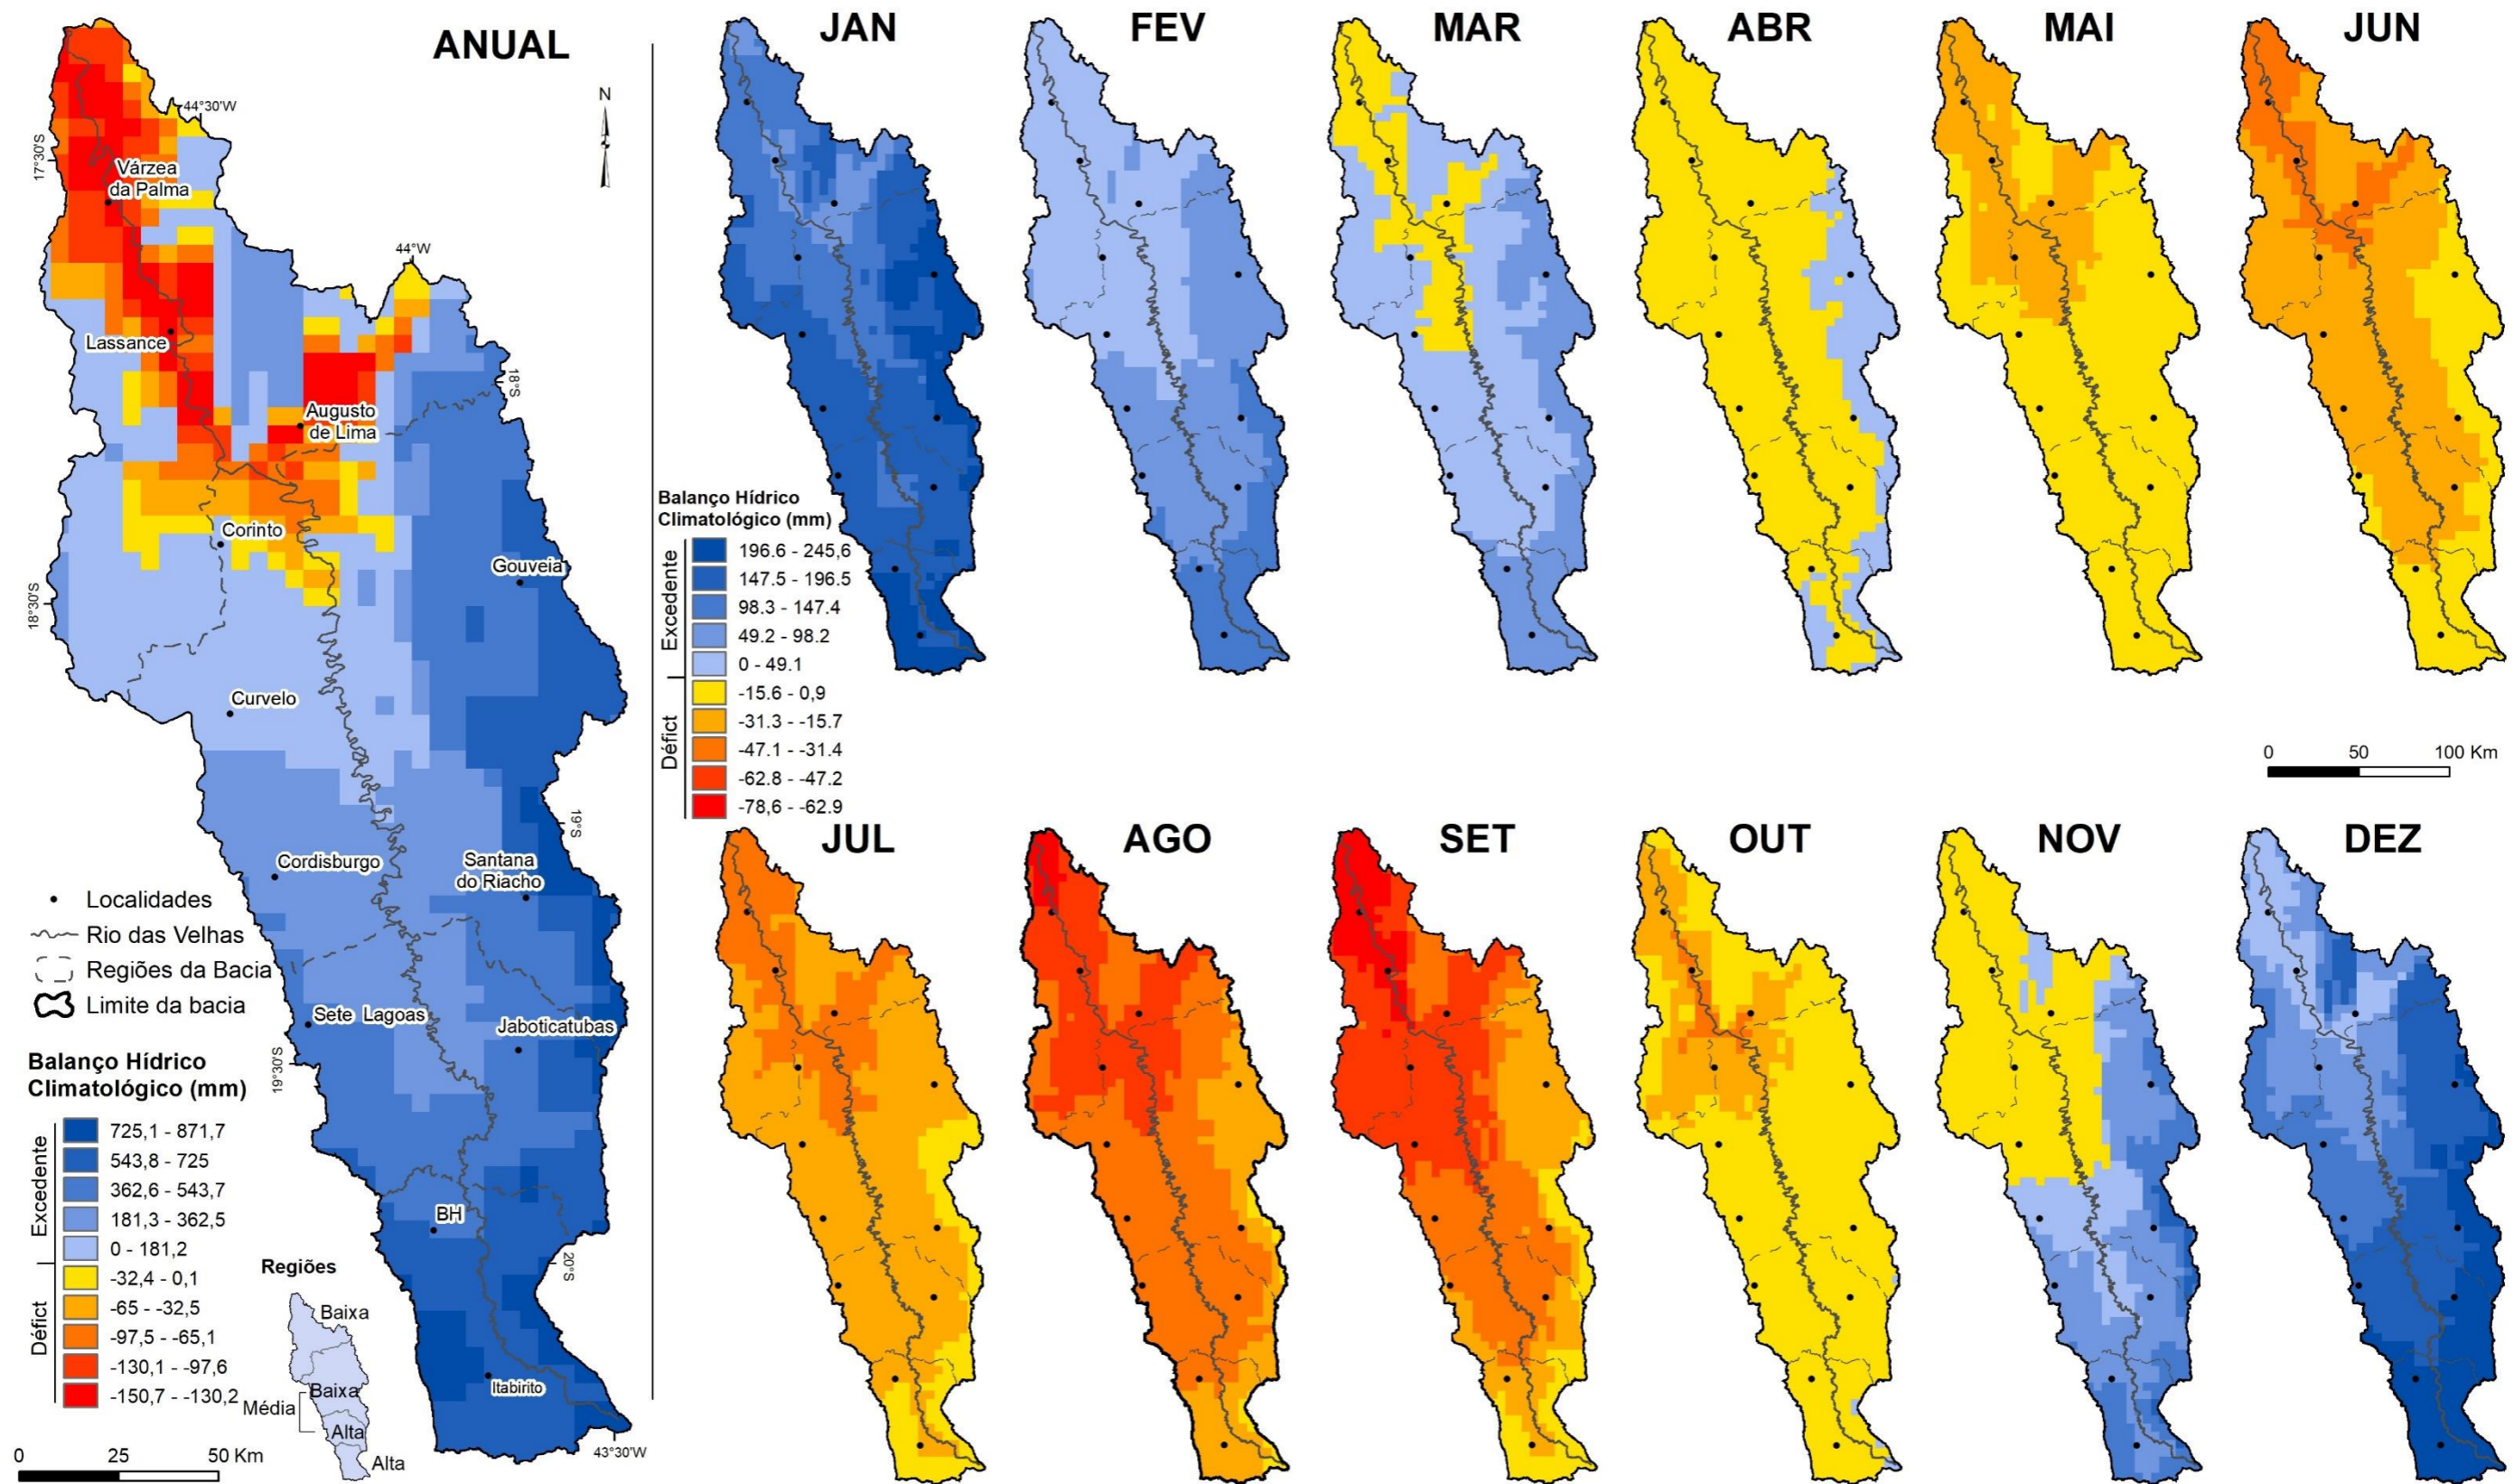 ANUAL
N
44°30'W
17°30'S
Várzea
da Palma
44°W
Lassance
18°S
Augusto
de Lima
Corinto
Gouveia
18°30'S
Curvelo
19°S
Cordisburgo
Santana
do Riacho
Sete Lagoas
Jaboticatubas
19°30'S
BH
20°S
Itabirito
43°30'W
Localidades
Rio das Velhas
Regiões da Bacia
Limite da bacia
Balanço Hídrico
Climatológico (mm)
Excedente
725,1 - 871,7
543,8 - 725
362,6 - 543,7
181,3 - 362,5
0 - 181,2
Défict
-32,4 - 0,1
-65 - -32,5
-97,5 - -65,1
-130,1 - -97,6
-150,7 - -130,2
Regiões
Baixa
Baixa
Média
Alta
Alta
0 25 50 Km
JAN
FEV
MAR
ABR
MAI
JUN
Balanço Hídrico
Climatológico (mm)
Excedente
196.6 - 245,6
147.5 - 196.5
98.3 - 147.4
49.2 - 98.2
0 - 49.1
Défict
-15.6 - 0,9
-31.3 - -15.7
-47.1 - -31.4
-62.8 - -47.2
-78,6 - -62.9
0 50 100 Km
JUL
AGO
SET
OUT
NOV
DEZ